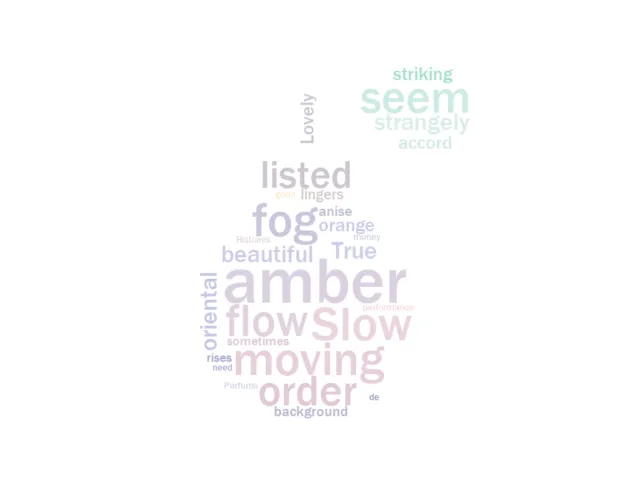 striking
seem
strangely
accord
Lovely
listed
lingers
fog
anise
orange
money
Histoires
beautiful
True
amber
oriental
performance
flow
Slow
sometimes
moving
rises
need
Parfums
order
de
background